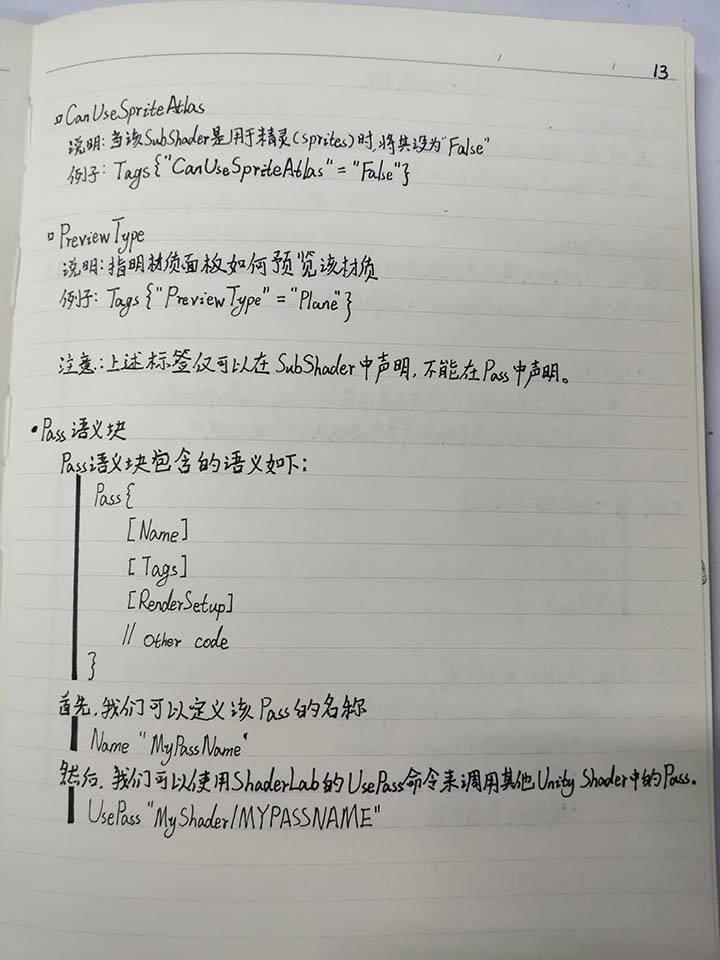 13
CanUseSpriteAtlas
说明:当该SubShader是用于精灵(sprites)时,将其设为"False"
例子: Tags{"CanUseSpriteAtlas" = "False"}
PreviewType
说明:指明材质面板如何预览该材质
例子: Tags{"PreviewType" = "Plane"}
注意:上述标签仅可以在SubShader中声明,不能在Pass中声明。
•Pass语义块
Pass语义块包含的语义如下:
Pass{
[Name]
[Tags]
[RenderSetup]
// Other code
}
首先,我们可以定义该Pass的名称
Name "MyPassName"
然后,我们可以使用ShaderLab的UsePass命令来调用其他Unity Shader中的Pass.
UsePass "MyShader/MYPASSNAME"